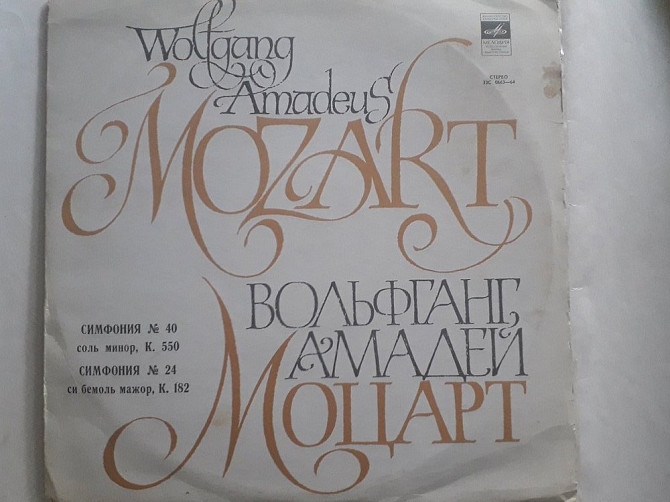 Wolfgang
Amadeus
MOZART
МЕЛОДИЯ
СТЕРЕО
ВОЛЬФГАНГ
АМАДЕЙ
МОЦАРТ
СИМФОНИЯ № 40
соль минор, К. 550
СИМФОНИЯ № 24
си бемоль мажор, К. 182